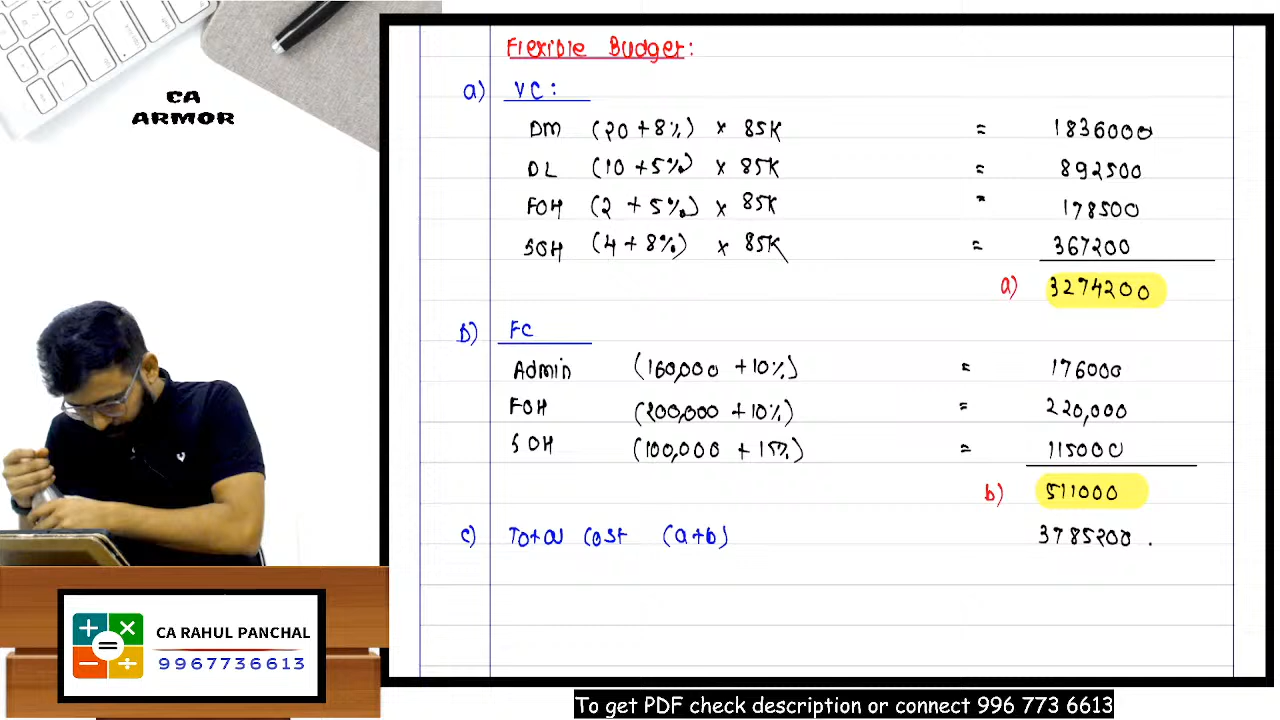 CA
ARMOR
Flexible Budget:
a) VC:
DM (20 + 8%) × 85K = 1836000
DL (10 + 5%) × 85K = 892500
FOH (2 + 5%) × 85K = 178500
SOH (4 + 8%) × 85K = 367200
a) 3274200
b) FC
Admin (160,000 + 10%) = 176000
FOH (200,000 + 10%) = 220,000
SOH (100,000 + 15%) = 115000
b) 511000
c) Total Cost (a+b) 3785200 .
CA RAHUL PANCHAL
9967736613
To get PDF check description or connect 996 773 6613